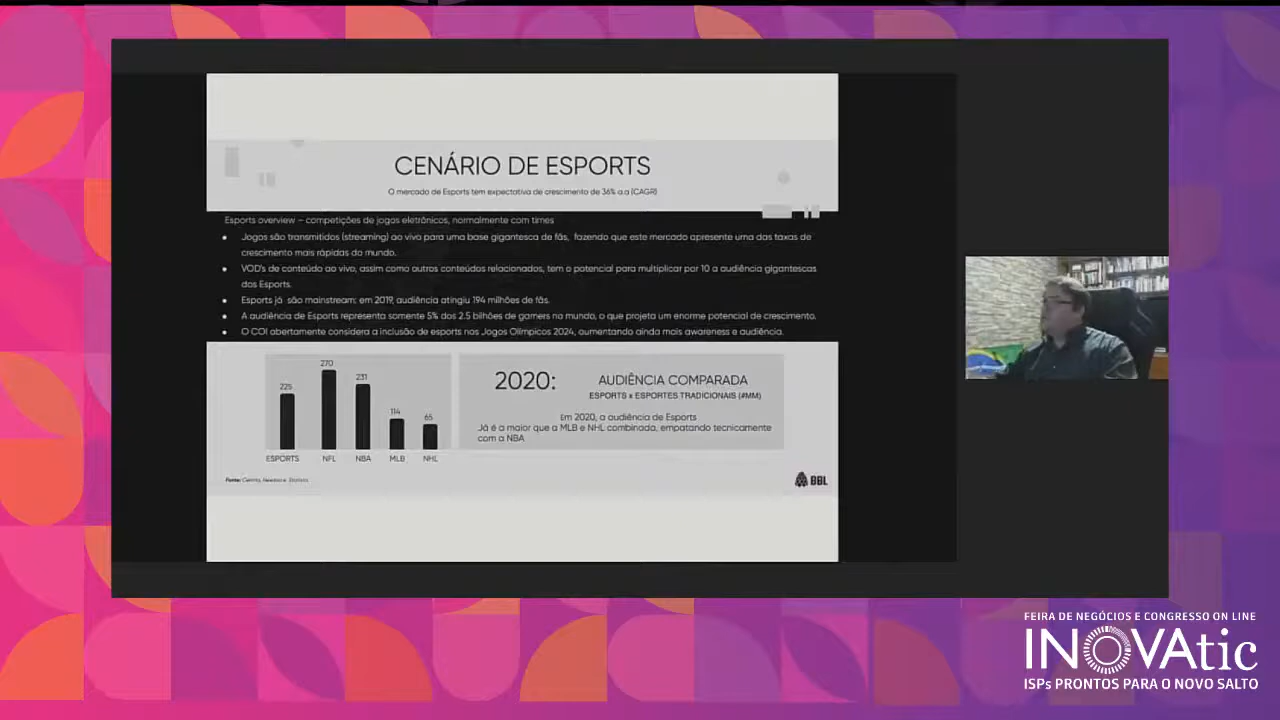 CENÁRIO DE ESPORTS
O mercado de Esports tem expectativa de crescimento de 36% a.a (CAGR)
Esports overview – competições de jogos eletrônicos, normalmente com times
• Jogos são transmitidos (streaming) ao vivo para uma base gigantesca de fãs, fazendo que este mercado apresente uma das taxas de
crescimento mais rápidas do mundo.
• VOD's de conteúdo ao vivo, assim como outros conteúdos relacionados, tem o potencial para multiplicar por 10 a audiência gigantescas
dos Esports.
• Esports já são mainstream: em 2019, audiência atingiu 194 milhões de fãs.
• A audiência de Esports representa somente 5% dos 2.5 bilhões de gamers no mundo, o que projeta um enorme potencial de crescimento.
• O COI abertamente considera a inclusão de esports nos Jogos Olímpicos 2024, aumentando ainda mais awareness e audiência.
225 270 231 114 65
ESPORTS NFL NBA MLB NHL
2020: AUDIÊNCIA COMPARADA
ESPORTS x ESPORTES TRADICIONAIS (#MM)
Em 2020, a audiência de Esports
Já é a maior que a MLB e NHL combinada, empatando tecnicamente
com a NBA
Fonte:
BBL
FEIRA DE NEGÓCIOS E CONGRESSO ON LINE
INOVAtic
ISPs PRONTOS PARA O NOVO SALTO